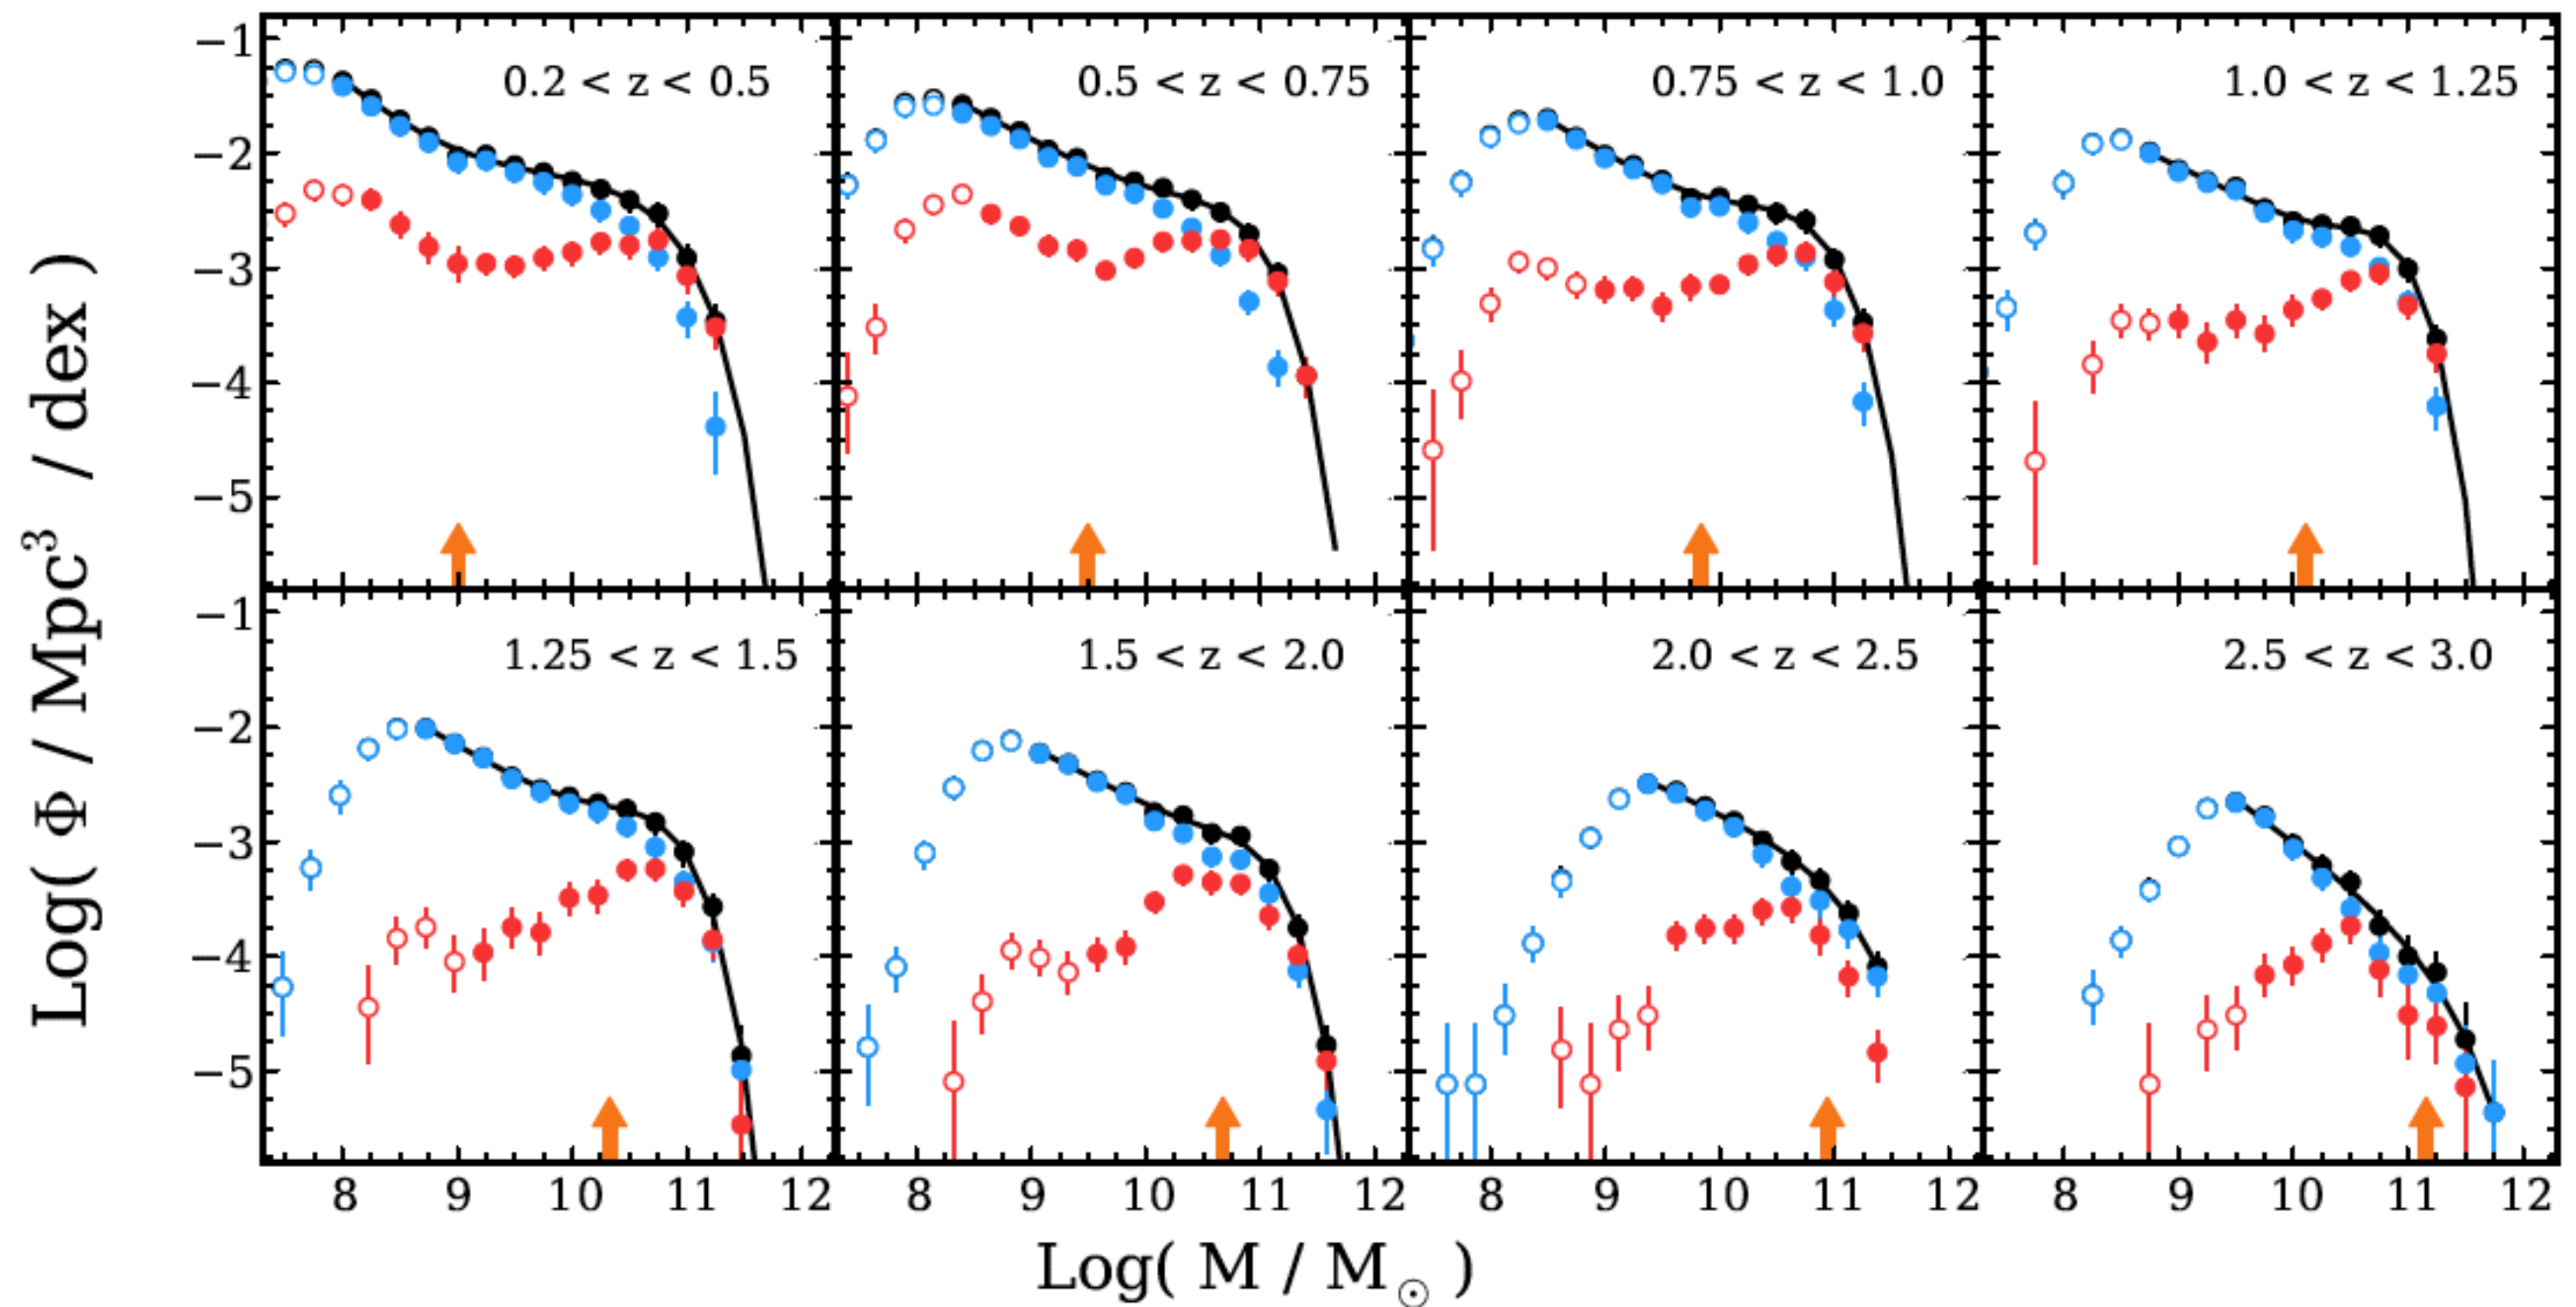 Log( Φ / Mpc³ / dex )
−1
−2
−3
−4
−5
0.2 < z < 0.5
0.5 < z < 0.75
0.75 < z < 1.0
1.0 < z < 1.25
−1
−2
−3
−4
−5
1.25 < z < 1.5
1.5 < z < 2.0
2.0 < z < 2.5
2.5 < z < 3.0
8 9 10 11 12 8 9 10 11 12 8 9 10 11 12 8 9 10 11 12
Log( M / M☉ )